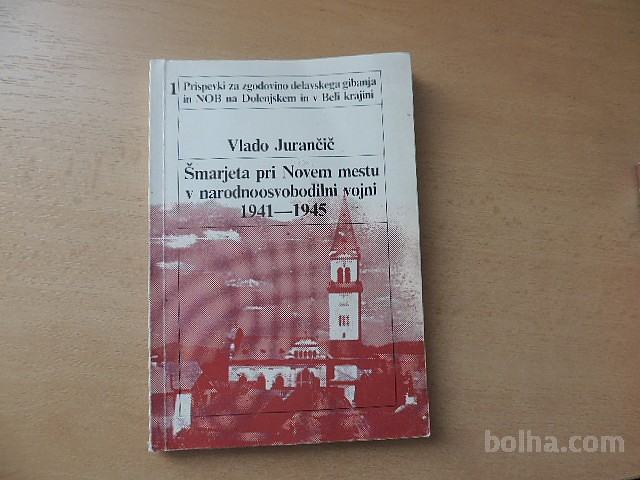 1 Prispevki za zgodovino delavskega gibanja
in NOB na Dolenjskem in v Beli krajini
Vlado Jurančič
Šmarjeta pri Novem mestu
v narodnoosvobodilni vojni
1941—1945
bolha.com